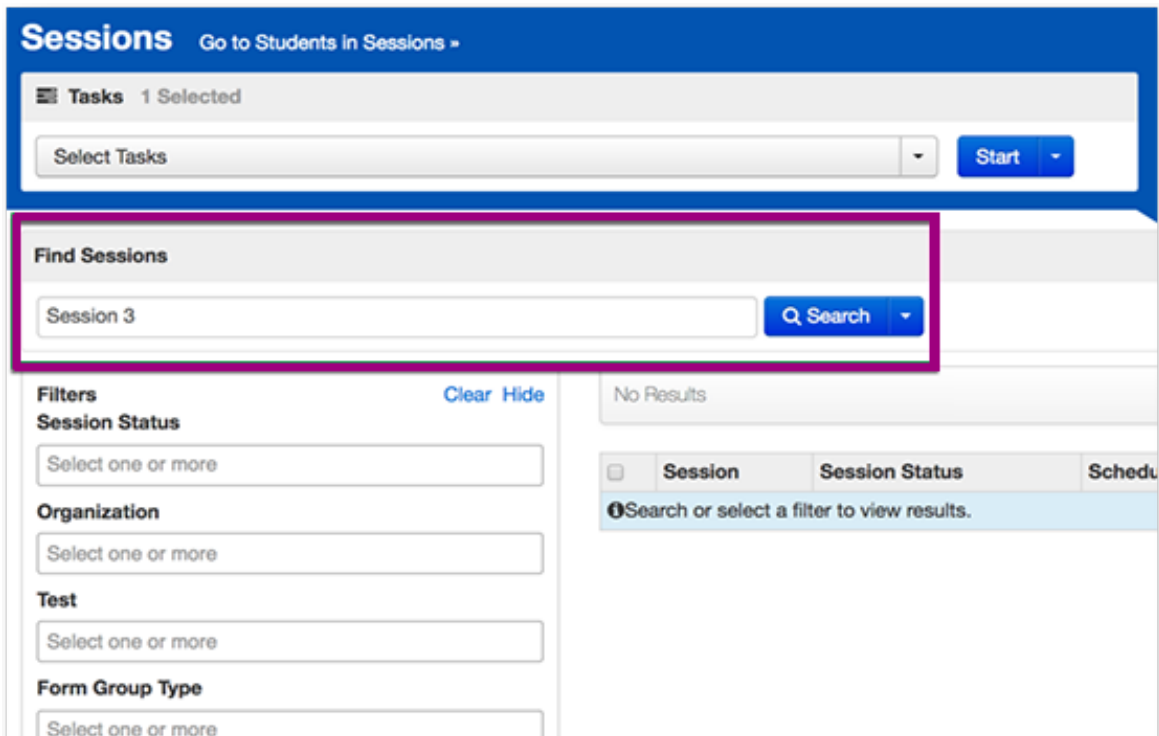 Sessions Go to Students in Sessions »
Tasks 1 Selected
Select Tasks
Start
Find Sessions
Session 3
Search
Filters
Clear Hide
Session Status
Select one or more
Organization
Select one or more
Test
Select one or more
Form Group Type
Select one or more
No Results
Session Session Status Schedu
Search or select a filter to view results.